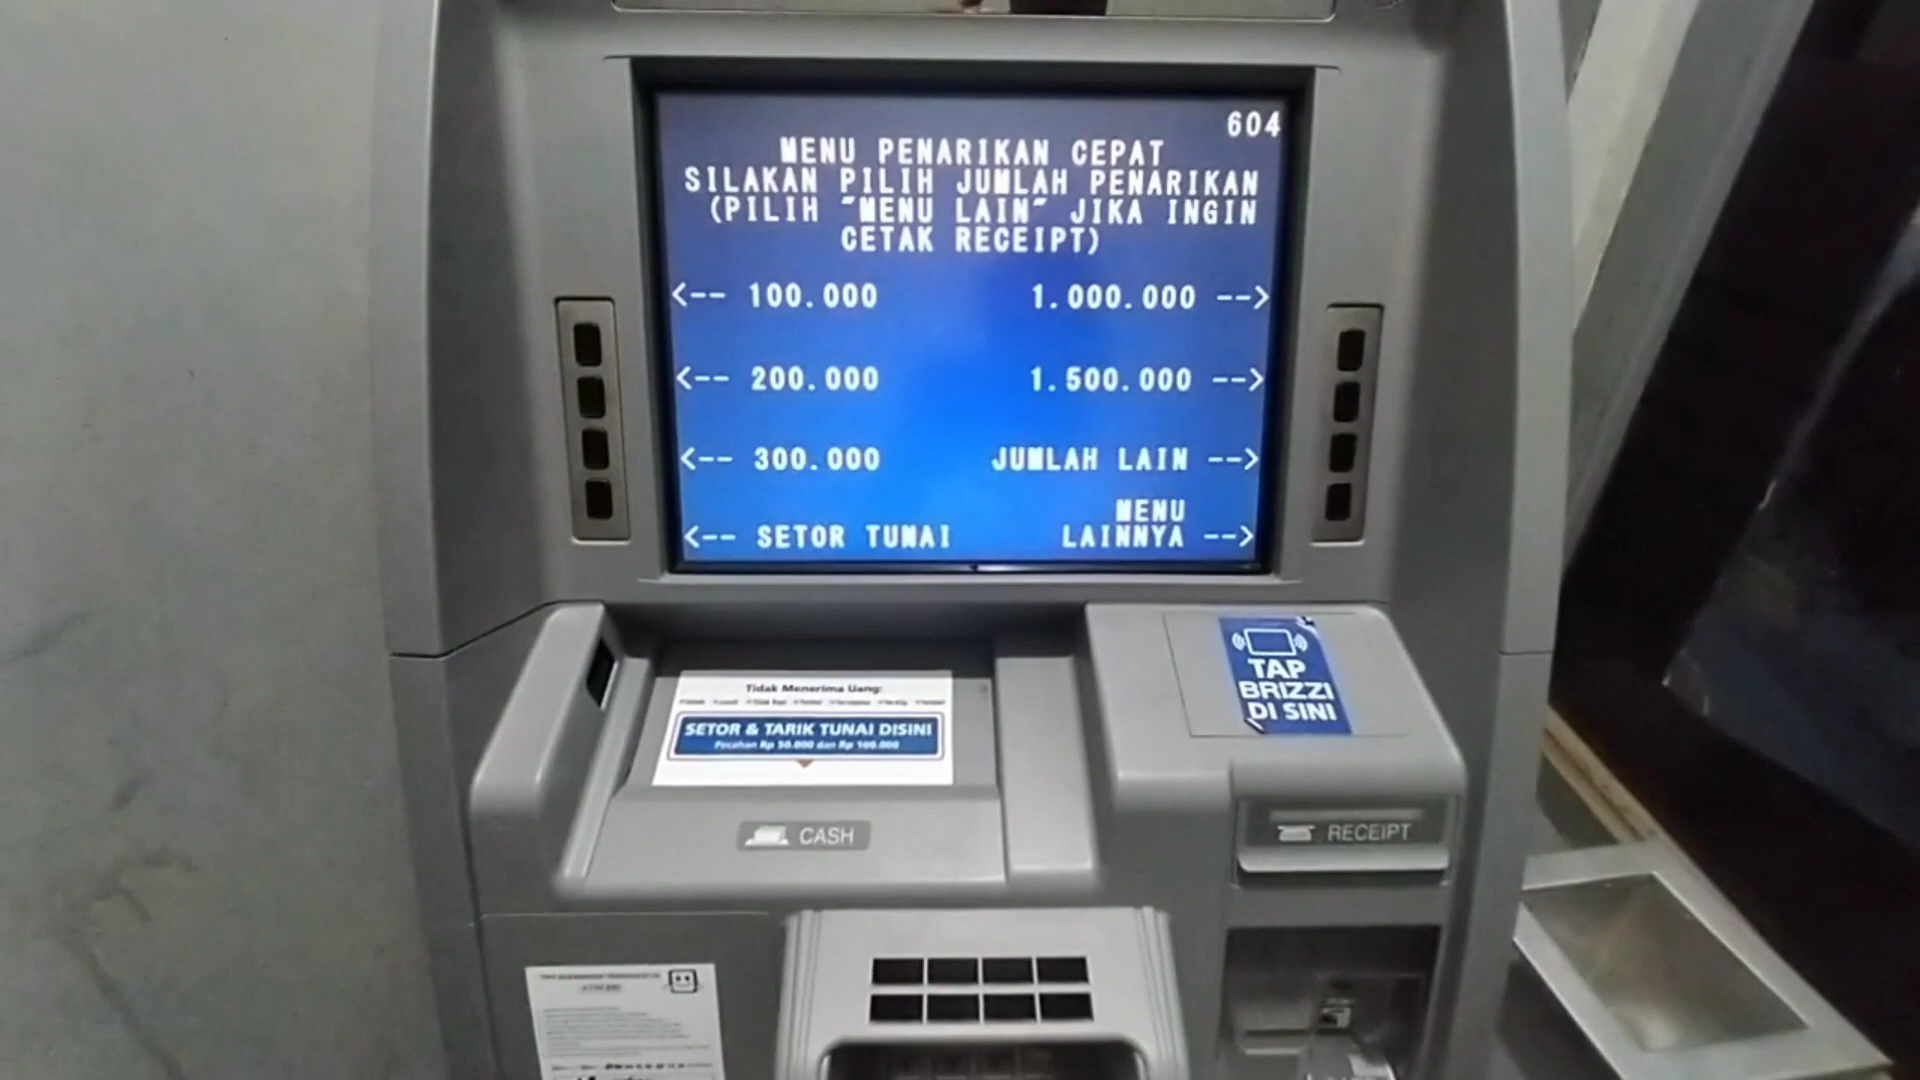 604
MENU PENARIKAN CEPAT
SILAKAN PILIH JUMLAH PENARIKAN
(PILIH "MENU LAIN" JIKA INGIN
CETAK RECEIPT)
<-- 100.000 1.000.000 -->
<-- 200.000 1.500.000 -->
<-- 300.000 JUMLAH LAIN -->
MENU
<-- SETOR TUNAI LAINNYA -->
Tidak Menerima Uang:
SETOR & TARIK TUNAI DISINI
Pecahan Rp 50.000 dan Rp 100.000
TAP
BRIZZI
DI SINI
CASH
RECEIPT